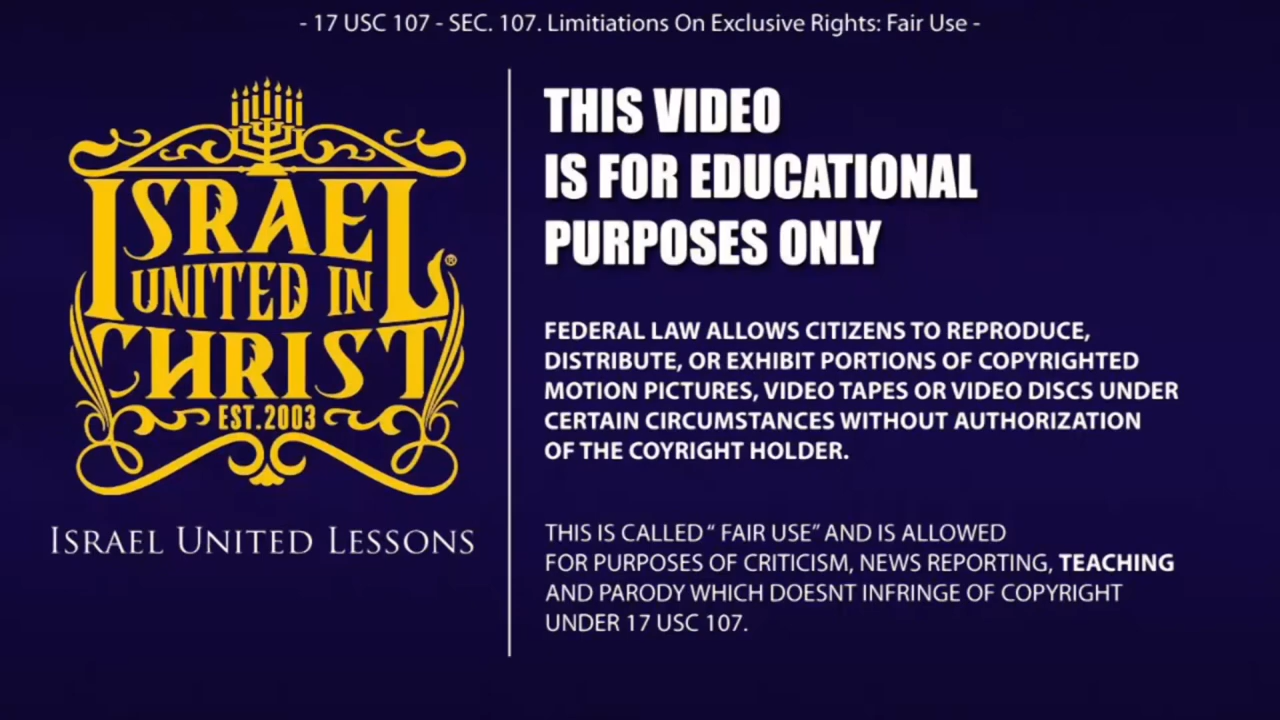 - 17 USC 107 - SEC. 107. Limitiations On Exclusive Rights: Fair Use -
ISRAEL
UNITED IN
CHRIST
®
EST.2003
ISRAEL UNITED LESSONS
THIS VIDEO
IS FOR EDUCATIONAL
PURPOSES ONLY
FEDERAL LAW ALLOWS CITIZENS TO REPRODUCE,
DISTRIBUTE, OR EXHIBIT PORTIONS OF COPYRIGHTED
MOTION PICTURES, VIDEO TAPES OR VIDEO DISCS UNDER
CERTAIN CIRCUMSTANCES WITHOUT AUTHORIZATION
OF THE COYRIGHT HOLDER.
THIS IS CALLED “ FAIR USE” AND IS ALLOWED
FOR PURPOSES OF CRITICISM, NEWS REPORTING, TEACHING
AND PARODY WHICH DOESNT INFRINGE OF COPYRIGHT
UNDER 17 USC 107.